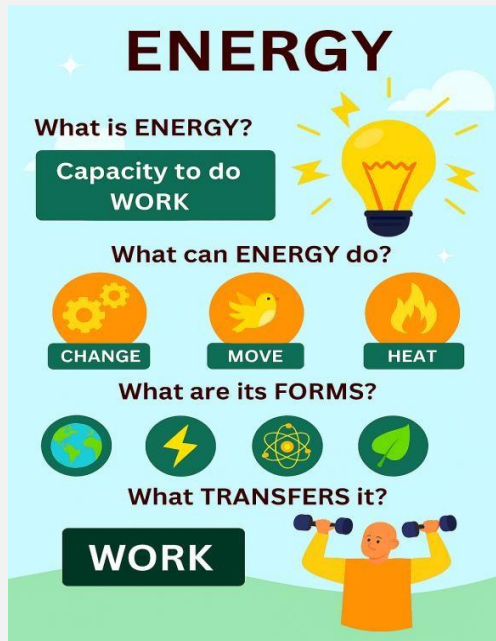 ENERGY
What is ENERGY?
Capacity to do
WORK
What can ENERGY do?
CHANGE
MOVE
HEAT
What are its FORMS?
What TRANSFERS it?
WORK